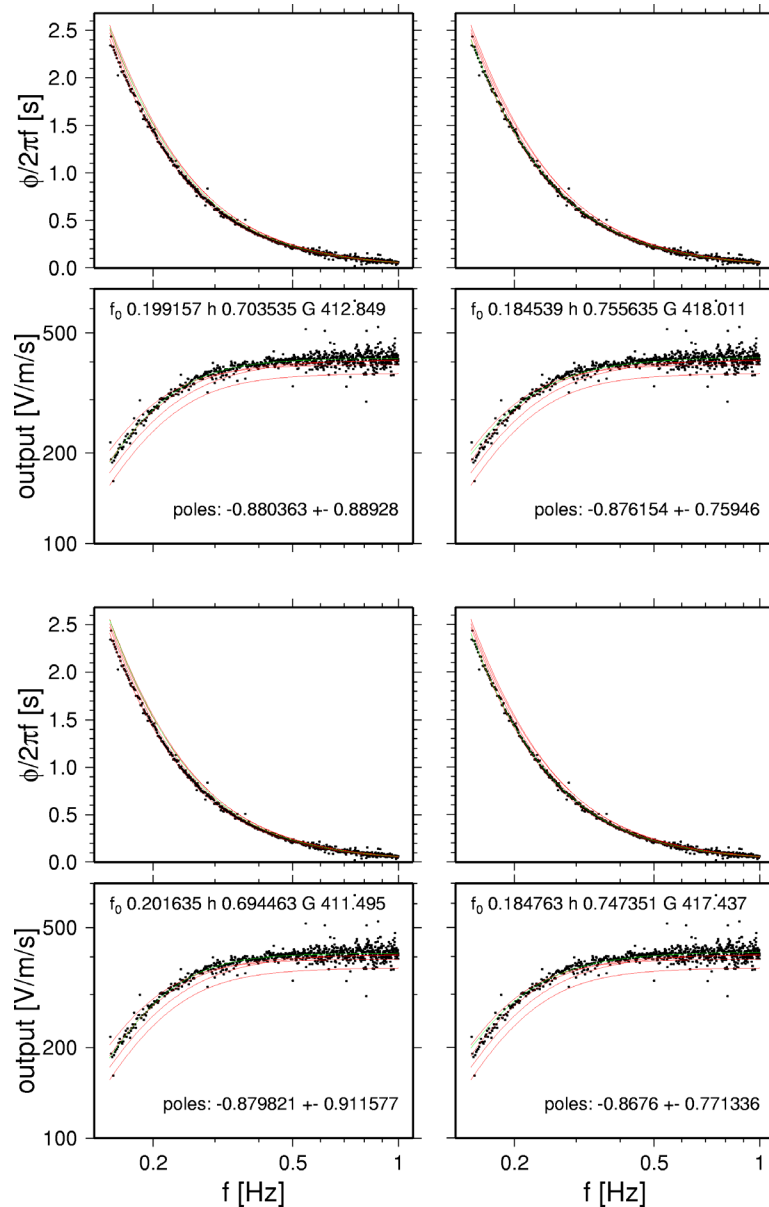 2.5
2.0
1.5
1.0
0.5
0.0
ϕ/2πf [s]
f0 0.199157 h 0.703535 G 412.849
f0 0.184539 h 0.755635 G 418.011
500
200
100
output [V/m/s]
poles: -0.880363 +- 0.88928
poles: -0.876154 +- 0.75946
2.5
2.0
1.5
1.0
0.5
0.0
ϕ/2πf [s]
f0 0.201635 h 0.694463 G 411.495
f0 0.184763 h 0.747351 G 417.437
500
200
100
output [V/m/s]
poles: -0.879821 +- 0.911577
poles: -0.8676 +- 0.771336
0.2 0.5 1
0.2 0.5 1
f [Hz]
f [Hz]